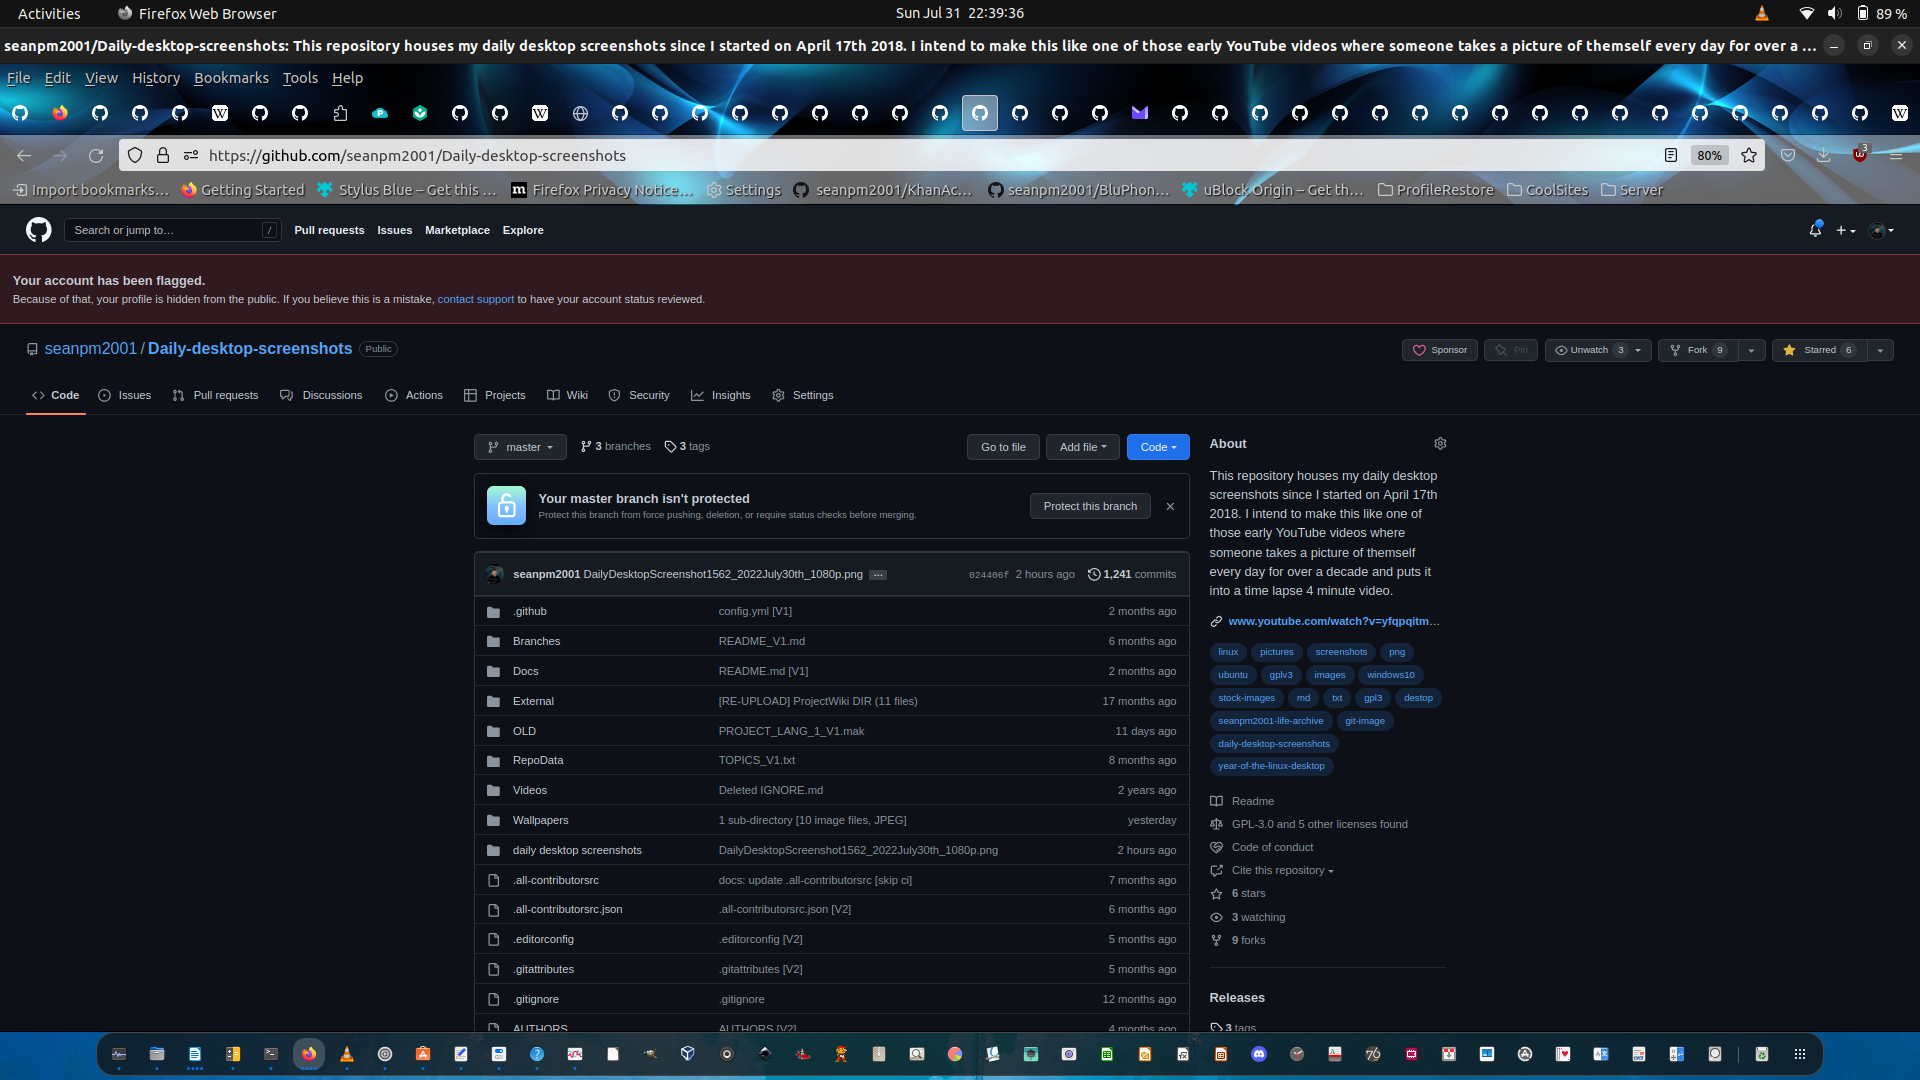 Activities Firefox Web Browser Sun Jul 31 22:39:36 89 %
seanpm2001/Daily-desktop-screenshots: This repository houses my daily desktop screenshots since I started on April 17th 2018. I intend to make this like one of those early YouTube videos where someone takes a picture of themself every day for over a ...
File Edit View History Bookmarks Tools Help
https://github.com/seanpm2001/Daily-desktop-screenshots 80% 3
Import bookmarks... Getting Started Stylus Blue – Get this ... Firefox Privacy Notice... Settings seanpm2001/KhanAc... seanpm2001/BluPhon... uBlock Origin – Get th... ProfileRestore CoolSites Server
Search or jump to... / Pull requests Issues Marketplace Explore
Your account has been flagged.
Because of that, your profile is hidden from the public. If you believe this is a mistake, contact support to have your account status reviewed.
seanpm2001 / Daily-desktop-screenshots Public Sponsor Pin Unwatch 3 Fork 9 Starred 6
Code Issues Pull requests Discussions Actions Projects Wiki Security Insights Settings
master 3 branches 3 tags Go to file Add file Code
Your master branch isn't protected
Protect this branch from force pushing, deletion, or require status checks before merging.
Protect this branch
seanpm2001 DailyDesktopScreenshot1562_2022July30th_1080p.png ... 024406f 2 hours ago 1,241 commits
.github config.yml [V1] 2 months ago
Branches README_V1.md 6 months ago
Docs README.md [V1] 2 months ago
External [RE-UPLOAD] ProjectWiki DIR (11 files) 17 months ago
OLD PROJECT_LANG_1_V1.mak 11 days ago
RepoData TOPICS_V1.txt 8 months ago
Videos Deleted IGNORE.md 2 years ago
Wallpapers 1 sub-directory [10 image files, JPEG] yesterday
daily desktop screenshots DailyDesktopScreenshot1562_2022July30th_1080p.png 2 hours ago
.all-contributorsrc docs: update .all-contributorsrc [skip ci] 7 months ago
.all-contributorsrc.json .all-contributorsrc.json [V2] 6 months ago
.editorconfig .editorconfig [V2] 5 months ago
.gitattributes .gitattributes [V2] 5 months ago
.gitignore .gitignore 12 months ago
AUTHORS AUTHORS [V2] 4 months ago
About
This repository houses my daily desktop
screenshots since I started on April 17th
2018. I intend to make this like one of
those early YouTube videos where
someone takes a picture of themself
every day for over a decade and puts it
into a time lapse 4 minute video.
www.youtube.com/watch?v=yfqpqitm...
linux pictures screenshots png
ubuntu gplv3 images windows10
stock-images md txt gpl3 destop
seanpm2001-life-archive git-image
daily-desktop-screenshots
year-of-the-linux-desktop
Readme
GPL-3.0 and 5 other licenses found
Code of conduct
Cite this repository
6 stars
3 watching
9 forks
Releases
3 tags